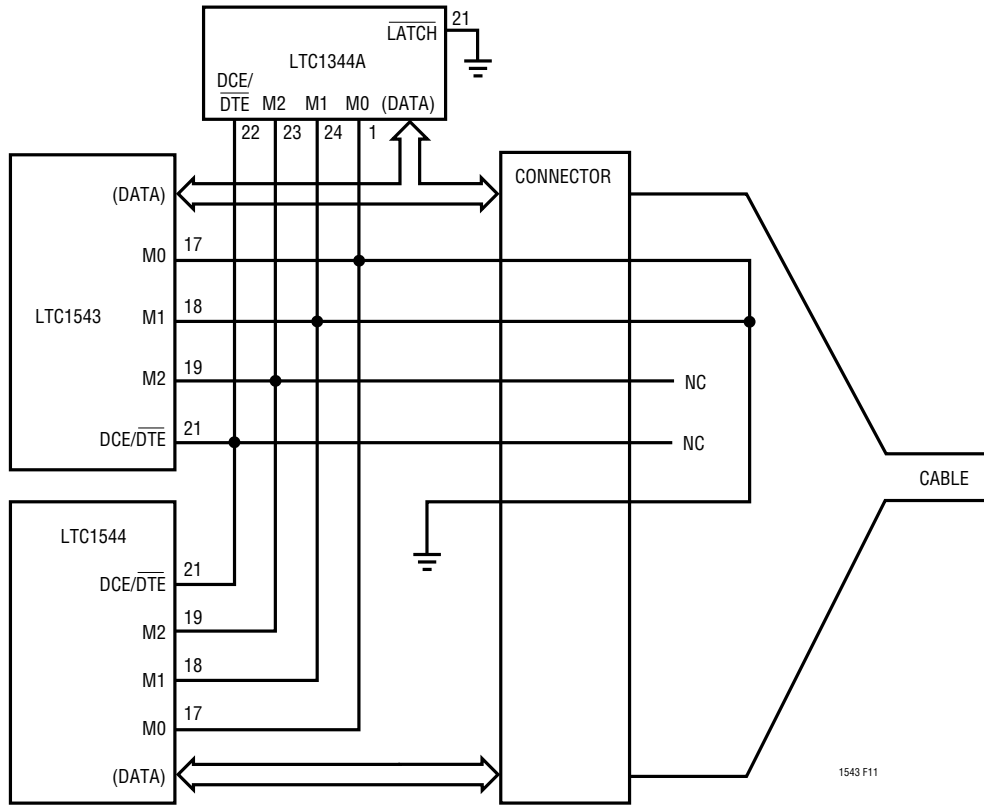 LATCH
21
LTC1344A
DCE/
DTE M2 M1 M0 (DATA)
22 23 24 1
CONNECTOR
(DATA)
M0 17
LTC1543
M1 18
M2 19
NC
DCE/DTE 21
NC
CABLE
LTC1544
DCE/DTE 21
M2 19
M1 18
M0 17
(DATA)
1543 F11